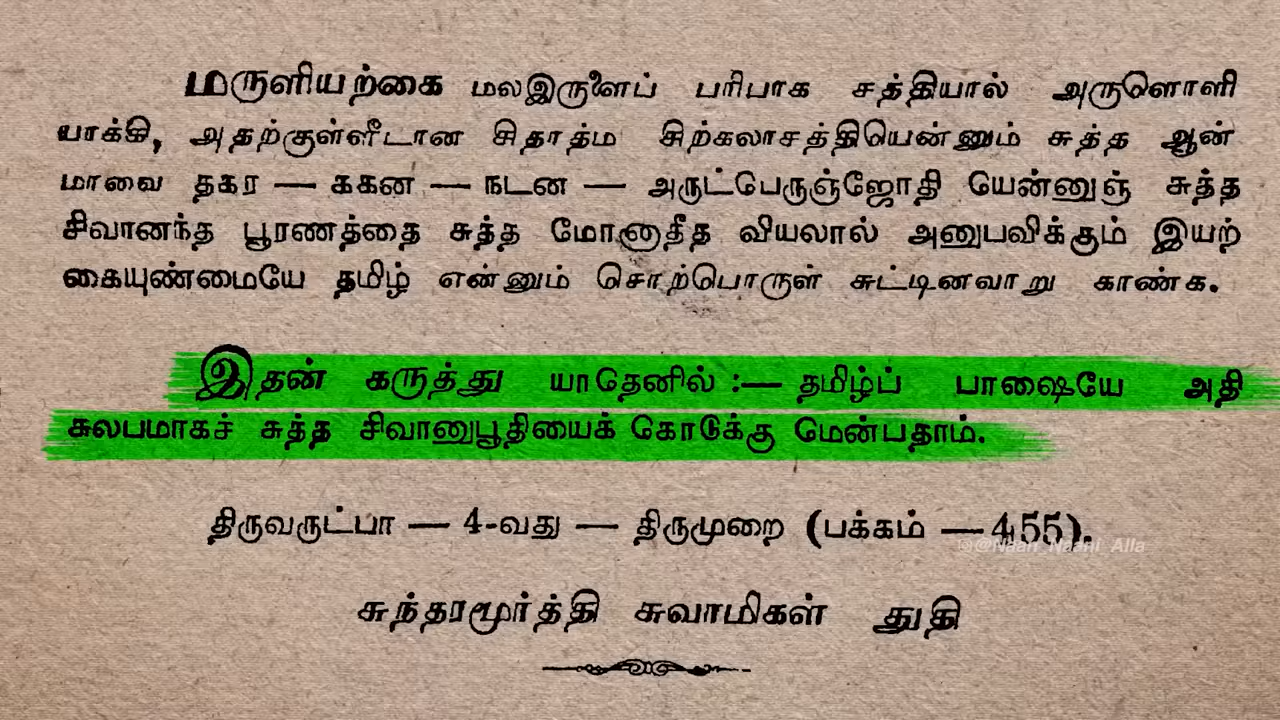 மருளியற்கை மலஇருளைப் பரிபாக சத்தியால் அருளொளி
யாக்கி, அதற்குள்ளீடான சிதாத்ம சிற்கலாசத்தியென்னும் சுத்த ஆன்
மாவை தகர — ககன — நடன — அருட்பெருஞ்ஜோதி யென்னுஞ் சுத்த
சிவானந்த பூரணத்தை சுத்த மோனாதீத வியலால் அனுபவிக்கும் இயற்
கையுண்மையே தமிழ் என்னும் சொற்பொருள் சுட்டினவாறு காண்க.
இதன் கருத்து யாதெனில் :— தமிழ்ப் பாஷையே அதி
சுலபமாகச் சுத்த சிவானுபூதியைக் கொடுக்கு மென்பதாம்.
திருவருட்பா — 4-வது — திருமுறை (பக்கம் — 455).
@Naan_Naani_Alla
சுந்தரமூர்த்தி சுவாமிகள் துதி